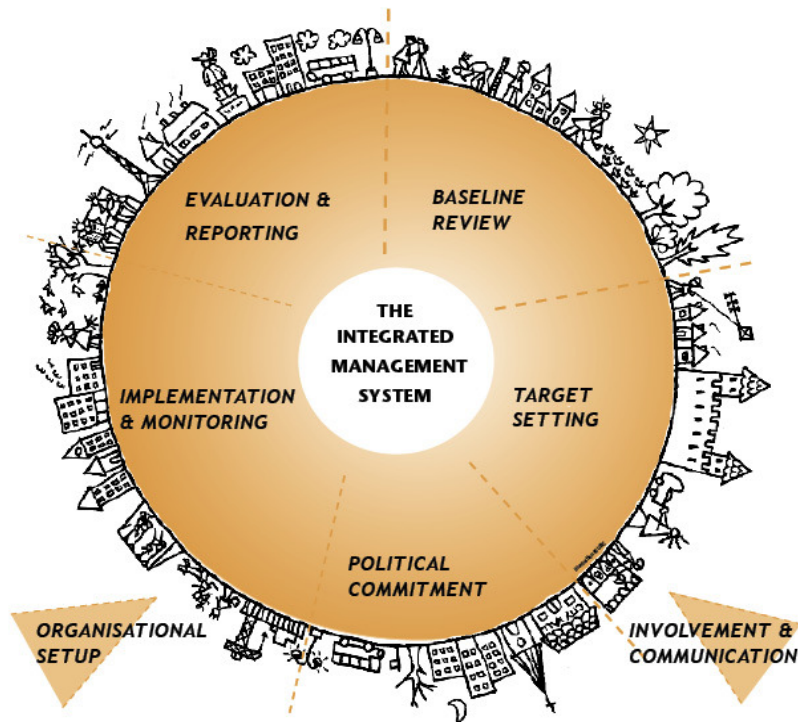 EVALUATION &
REPORTING
BASELINE
REVIEW
THE
INTEGRATED
MANAGEMENT
SYSTEM
IMPLEMENTATION
& MONITORING
TARGET
SETTING
POLITICAL
COMMITMENT
ORGANISATIONAL
SETUP
INVOLVEMENT &
COMMUNICATION